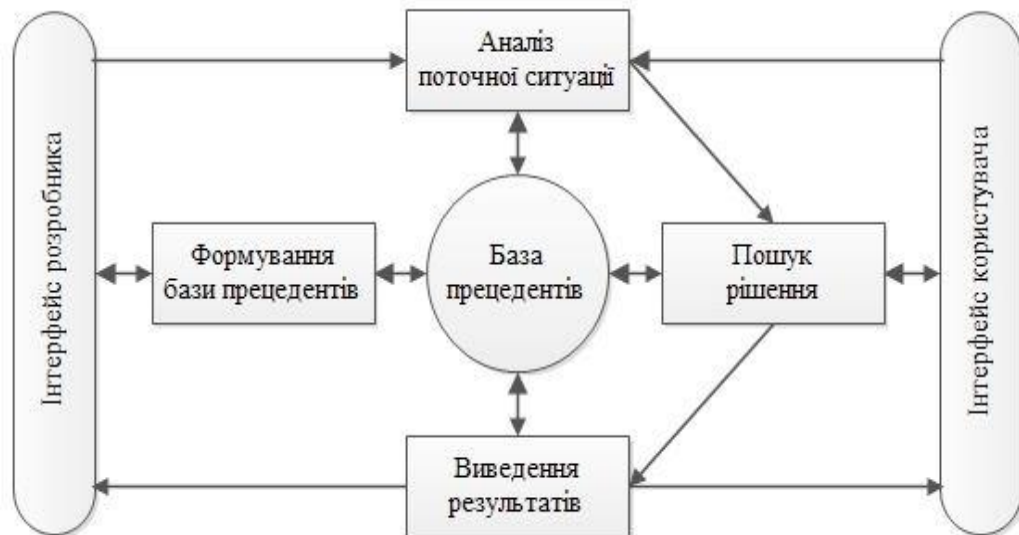 Інтерфейс розробника
Аналіз
поточної ситуації
Формування
бази прецедентів
База
прецедентів
Пошук
рішення
Виведення
результатів
Інтерфейс користувача